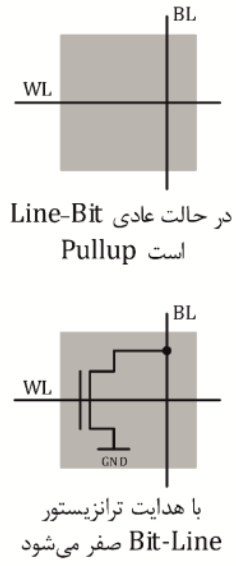 BL
WL
در حالت عادی Line-Bit
است Pullup
BL
WL
GND
با هدایت ترانزیستور
Bit-Line صفر می‌شود